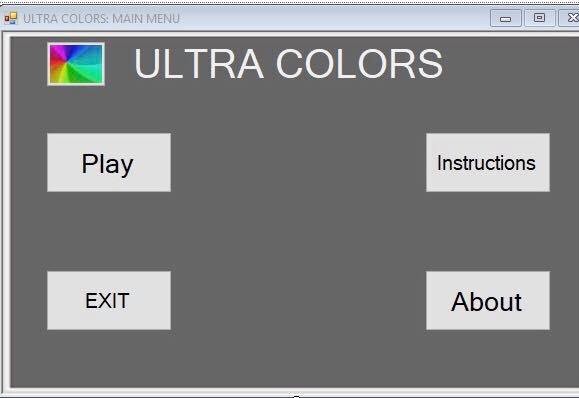 ULTRA COLORS: MAIN MENU
ULTRA COLORS
Play
Instructions
EXIT
About